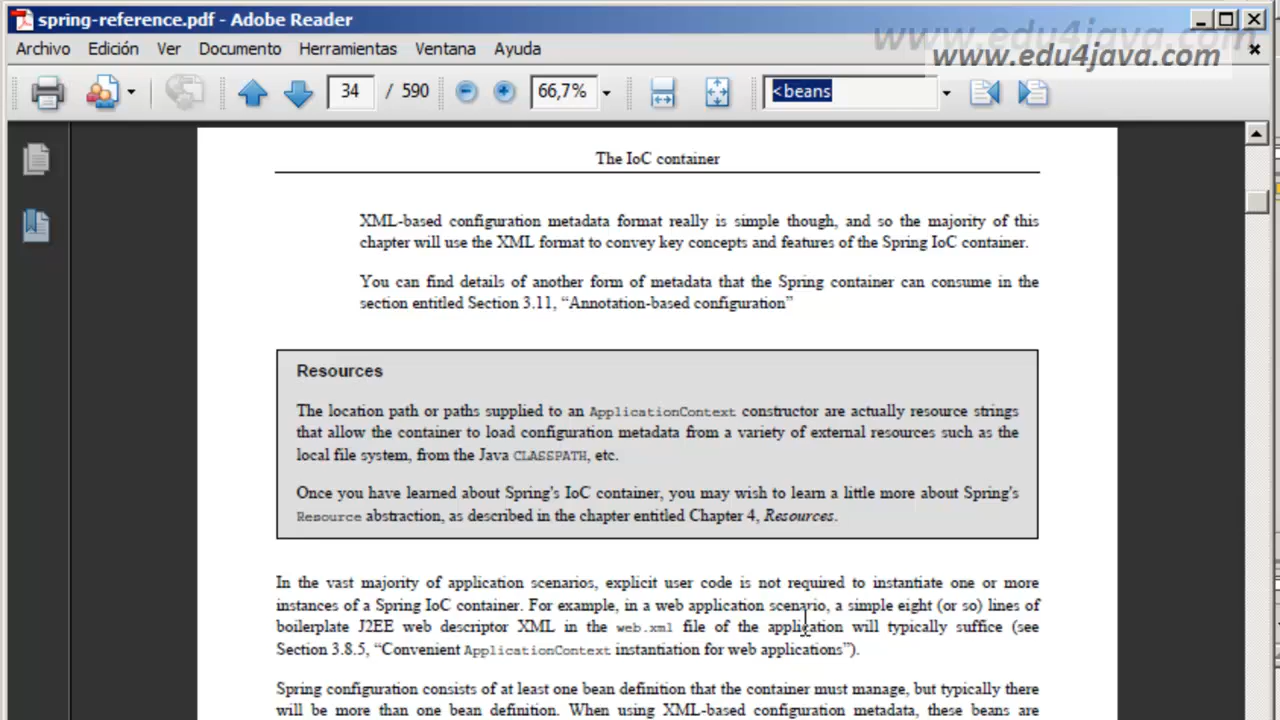 spring-reference.pdf - Adobe Reader
www.edu4java.com
Archivo Edición Ver Documento Herramientas Ventana Ayuda
www.edu4java.com
34 / 590 66,7% <beans
The IoC container
XML-based configuration metadata format really is simple though, and so the majority of this
chapter will use the XML format to convey key concepts and features of the Spring IoC container.
You can find details of another form of metadata that the Spring container can consume in the
section entitled Section 3.11, “Annotation-based configuration”
Resources
The location path or paths supplied to an ApplicationContext constructor are actually resource strings
that allow the container to load configuration metadata from a variety of external resources such as the
local file system, from the Java CLASSPATH, etc.
Once you have learned about Spring's IoC container, you may wish to learn a little more about Spring's
Resource abstraction, as described in the chapter entitled Chapter 4, Resources.
In the vast majority of application scenarios, explicit user code is not required to instantiate one or more
instances of a Spring IoC container. For example, in a web application scenario, a simple eight (or so) lines of
boilerplate J2EE web descriptor XML in the web.xml file of the application will typically suffice (see
Section 3.8.5, “Convenient ApplicationContext instantiation for web applications”).
Spring configuration consists of at least one bean definition that the container must manage, but typically there
will be more than one bean definition. When using XML-based configuration metadata, these beans are